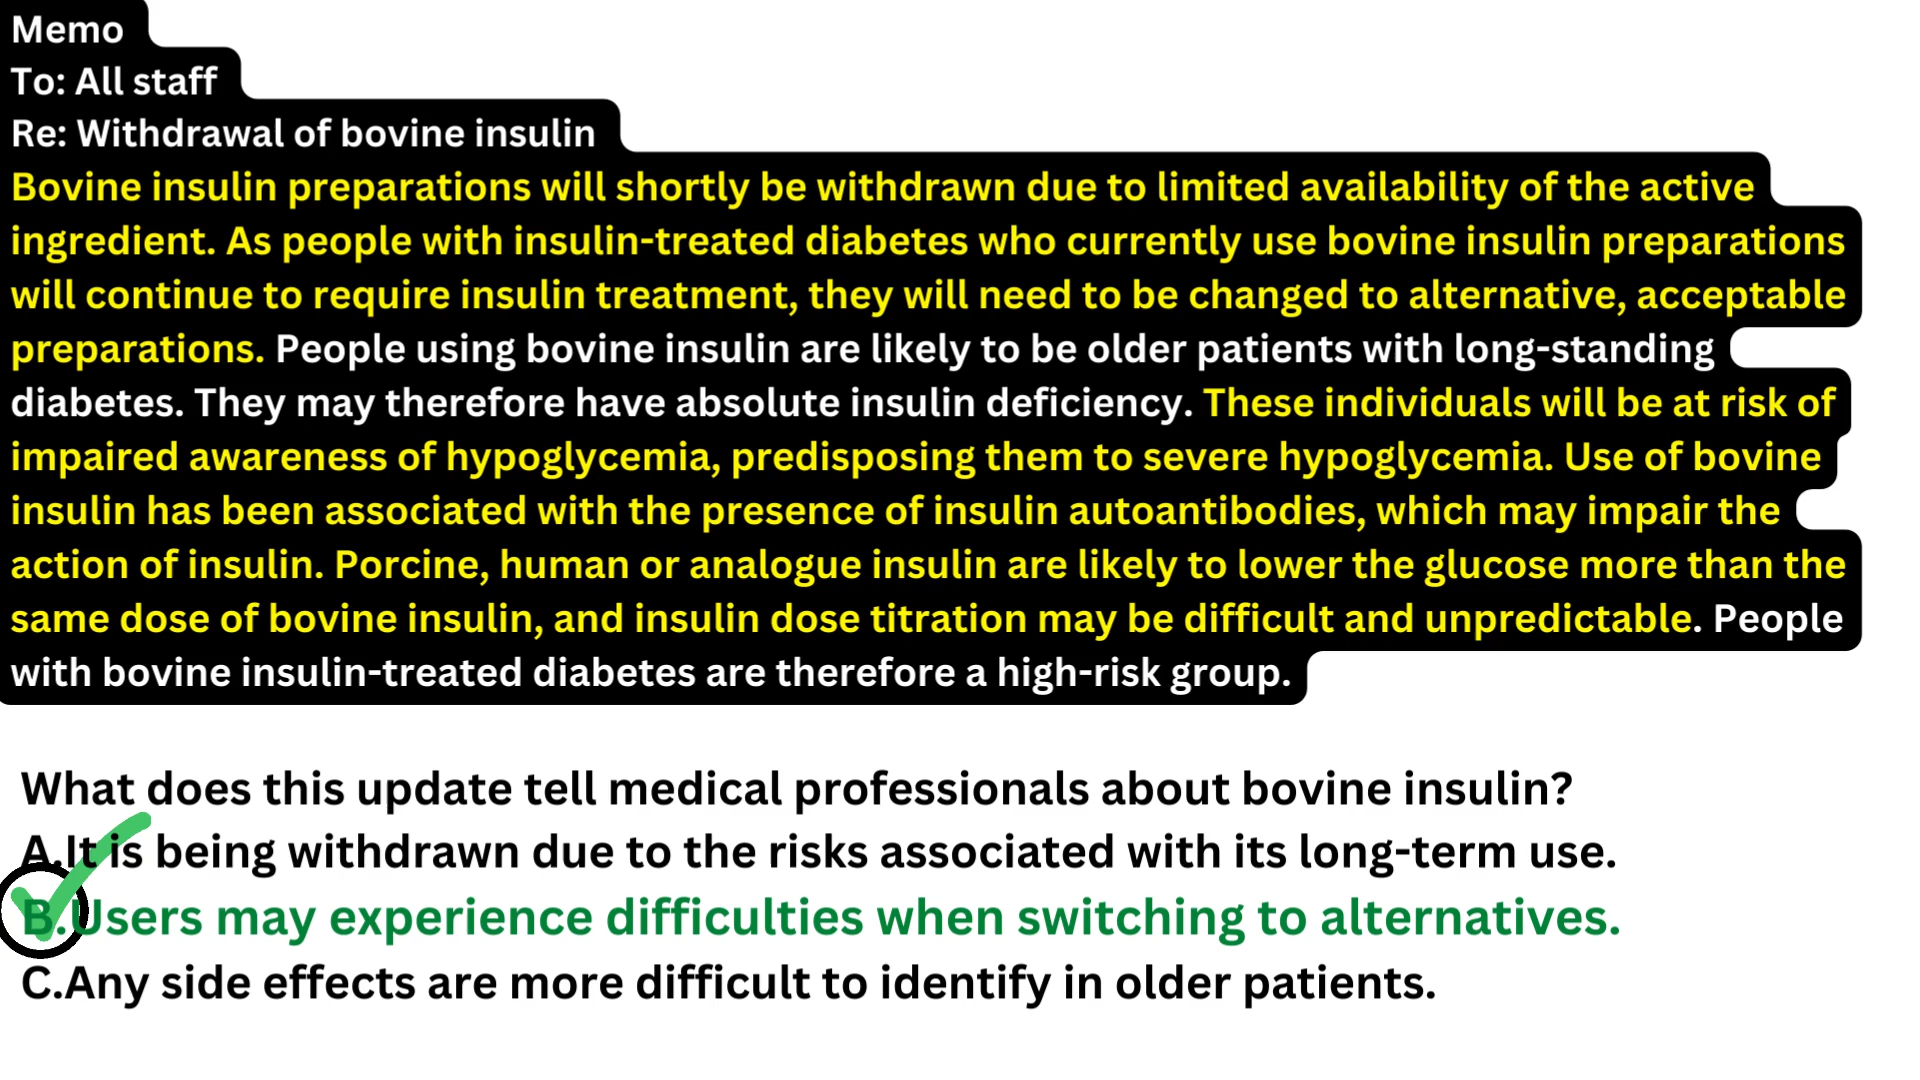 Memo
To: All staff
Re: Withdrawal of bovine insulin
Bovine insulin preparations will shortly be withdrawn due to limited availability of the active
ingredient. As people with insulin-treated diabetes who currently use bovine insulin preparations
will continue to require insulin treatment, they will need to be changed to alternative, acceptable
preparations. People using bovine insulin are likely to be older patients with long-standing
diabetes. They may therefore have absolute insulin deficiency. These individuals will be at risk of
impaired awareness of hypoglycemia, predisposing them to severe hypoglycemia. Use of bovine
insulin has been associated with the presence of insulin autoantibodies, which may impair the
action of insulin. Porcine, human or analogue insulin are likely to lower the glucose more than the
same dose of bovine insulin, and insulin dose titration may be difficult and unpredictable. People
with bovine insulin-treated diabetes are therefore a high-risk group.
What does this update tell medical professionals about bovine insulin?
A.It is being withdrawn due to the risks associated with its long-term use.
B.Users may experience difficulties when switching to alternatives.
C.Any side effects are more difficult to identify in older patients.